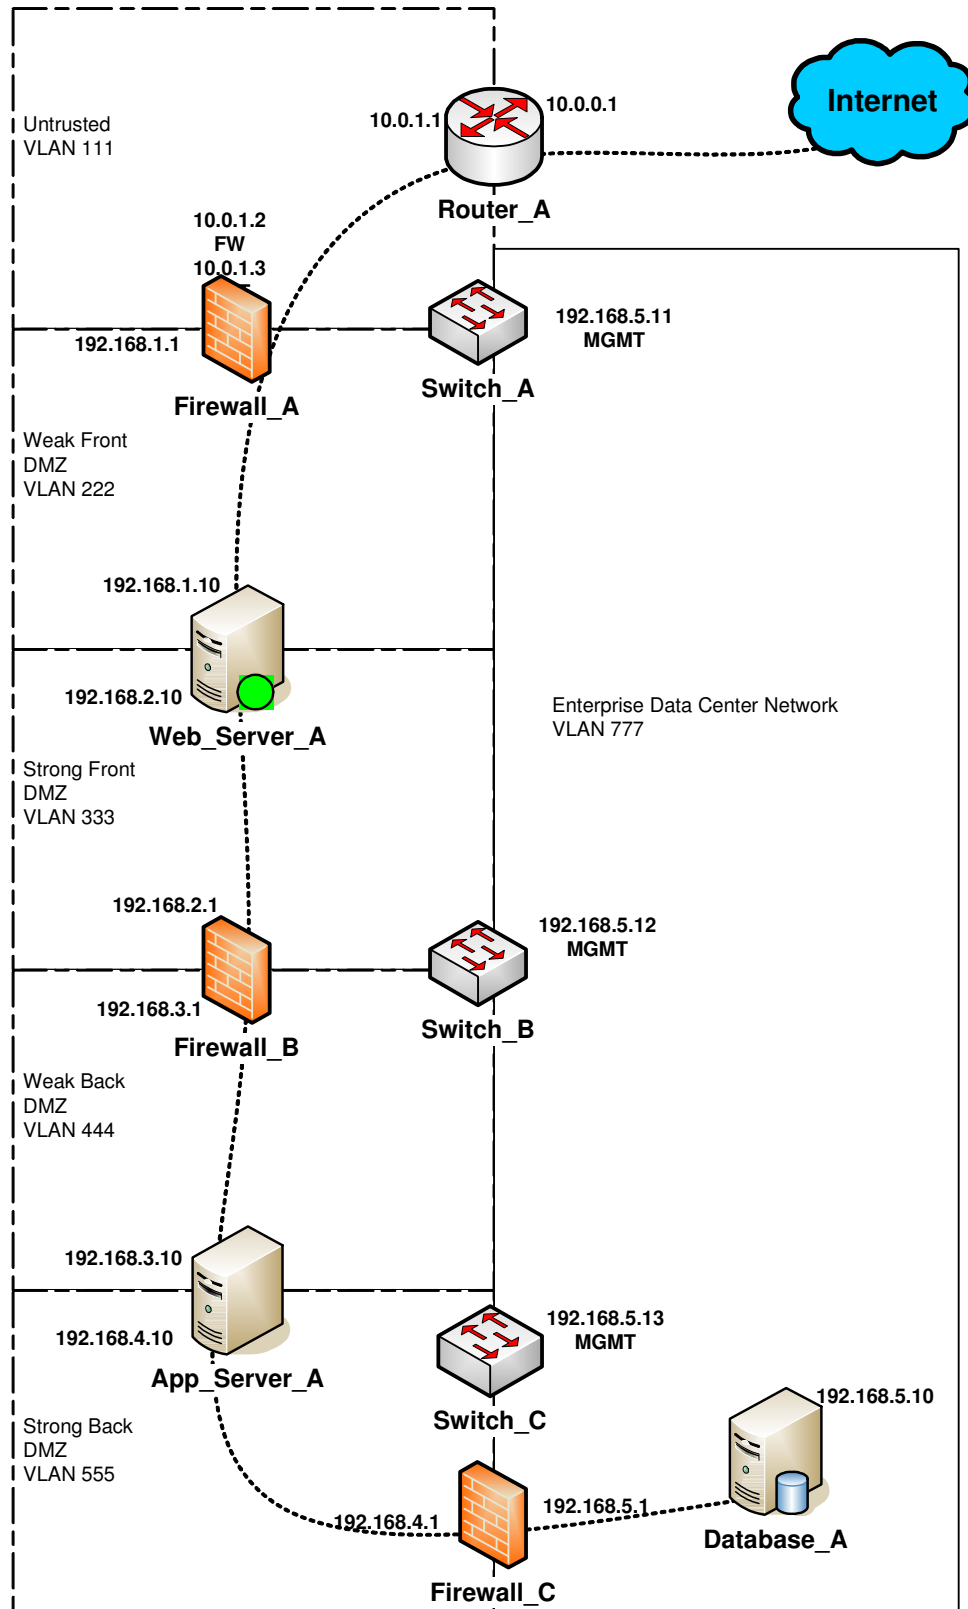 Internet
10.0.1.1
10.0.0.1
Router_A
Untrusted
VLAN 111
10.0.1.2
FW
10.0.1.3
192.168.1.1
Firewall_A
192.168.5.11
MGMT
Switch_A
Weak Front
DMZ
VLAN 222
192.168.1.10
192.168.2.10
Web_Server_A
Enterprise Data Center Network
VLAN 777
Strong Front
DMZ
VLAN 333
192.168.2.1
192.168.3.1
Firewall_B
192.168.5.12
MGMT
Switch_B
Weak Back
DMZ
VLAN 444
192.168.3.10
192.168.4.10
App_Server_A
192.168.5.13
MGMT
Switch_C
192.168.5.10
Database_A
Strong Back
DMZ
VLAN 555
192.168.4.1
192.168.5.1
Firewall_C